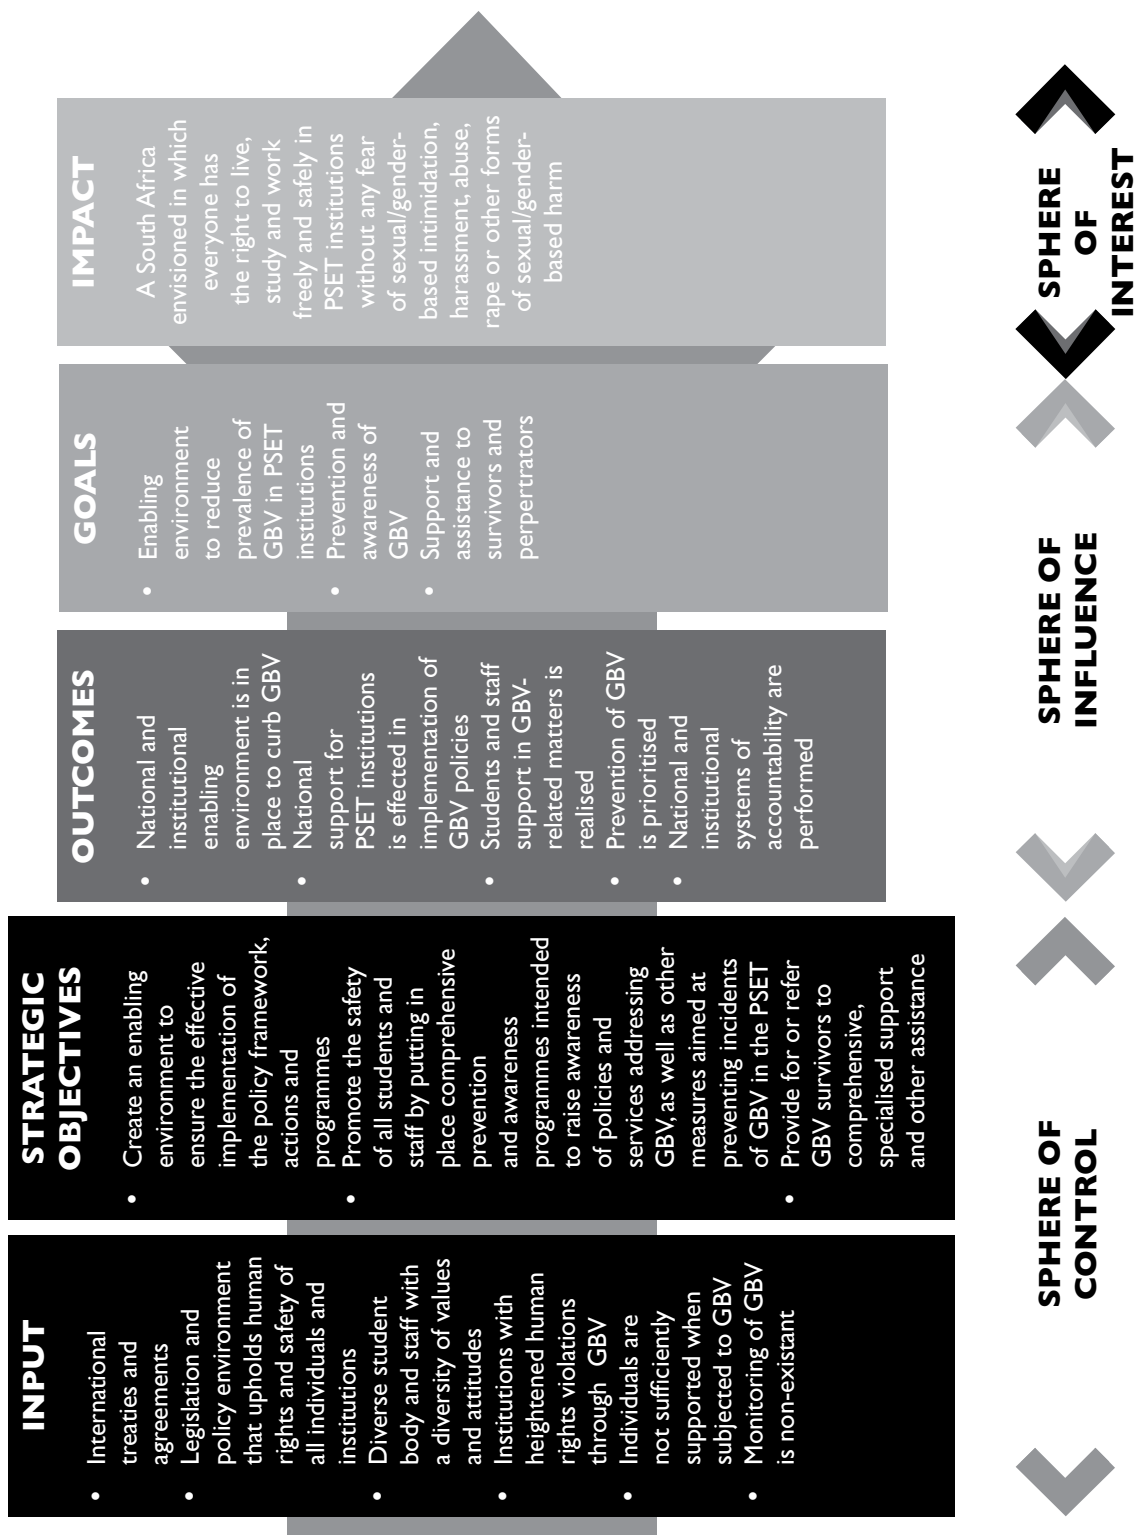 INPUT
• International
treaties and
agreements
• Legislation and
policy environment
that upholds human
rights and safety of
all individuals and
institutions
• Diverse student
body and staff with
a diversity of values
and attitudes
• Institutions with
heightened human
rights violations
through GBV
• Individuals are
not sufficiently
supported when
subjected to GBV
• Monitoring of GBV
is non-existant
STRATEGIC
OBJECTIVES
• Create an enabling
environment to
ensure the effective
implementation of
the policy framework,
actions and
programmes
• Promote the safety
of all students and
staff by putting in
place comprehensive
prevention
and awareness
programmes intended
to raise awareness
of policies and
services addressing
GBV, as well as other
measures aimed at
preventing incidents
of GBV in the PSET
• Provide for or refer
GBV survivors to
comprehensive,
specialised support
and other assistance
OUTCOMES
• National and
institutional
enabling
environment is in
place to curb GBV
• National
support for
PSET institutions
is effected in
implementation of
GBV policies
• Students and staff
support in GBV-
related matters is
realised
• Prevention of GBV
is prioritised
• National and
institutional
systems of
accountability are
performed
GOALS
• Enabling
environment
to reduce
prevalence of
GBV in PSET
institutions
• Prevention and
awareness of
GBV
• Support and
assistance to
survivors and
perpertrators
IMPACT
A South Africa
envisioned in which
everyone has
the right to live,
study and work
freely and safely in
PSET institutions
without any fear
of sexual/gender-
based intimidation,
harassment, abuse,
rape or other forms
of sexual/gender-
based harm
SPHERE OF
CONTROL
SPHERE OF
INFLUENCE
SPHERE
OF
INTEREST